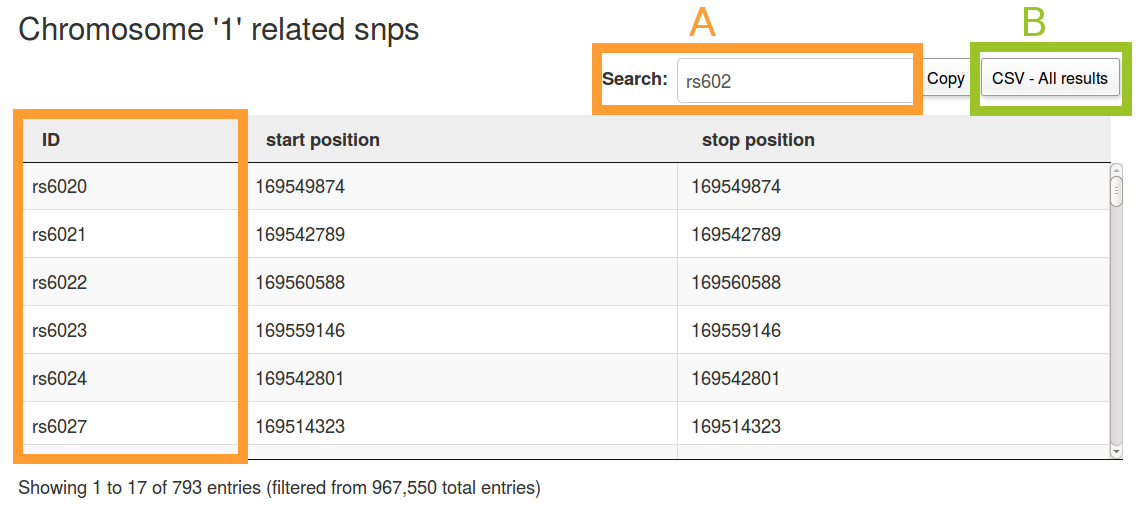 Chromosome '1' related snps
A
B
Search: rs602 Copy CSV - All results
ID start position stop position
rs6020 169549874 169549874
rs6021 169542789 169542789
rs6022 169560588 169560588
rs6023 169559146 169559146
rs6024 169542801 169542801
rs6027 169514323 169514323
Showing 1 to 17 of 793 entries (filtered from 967,550 total entries)